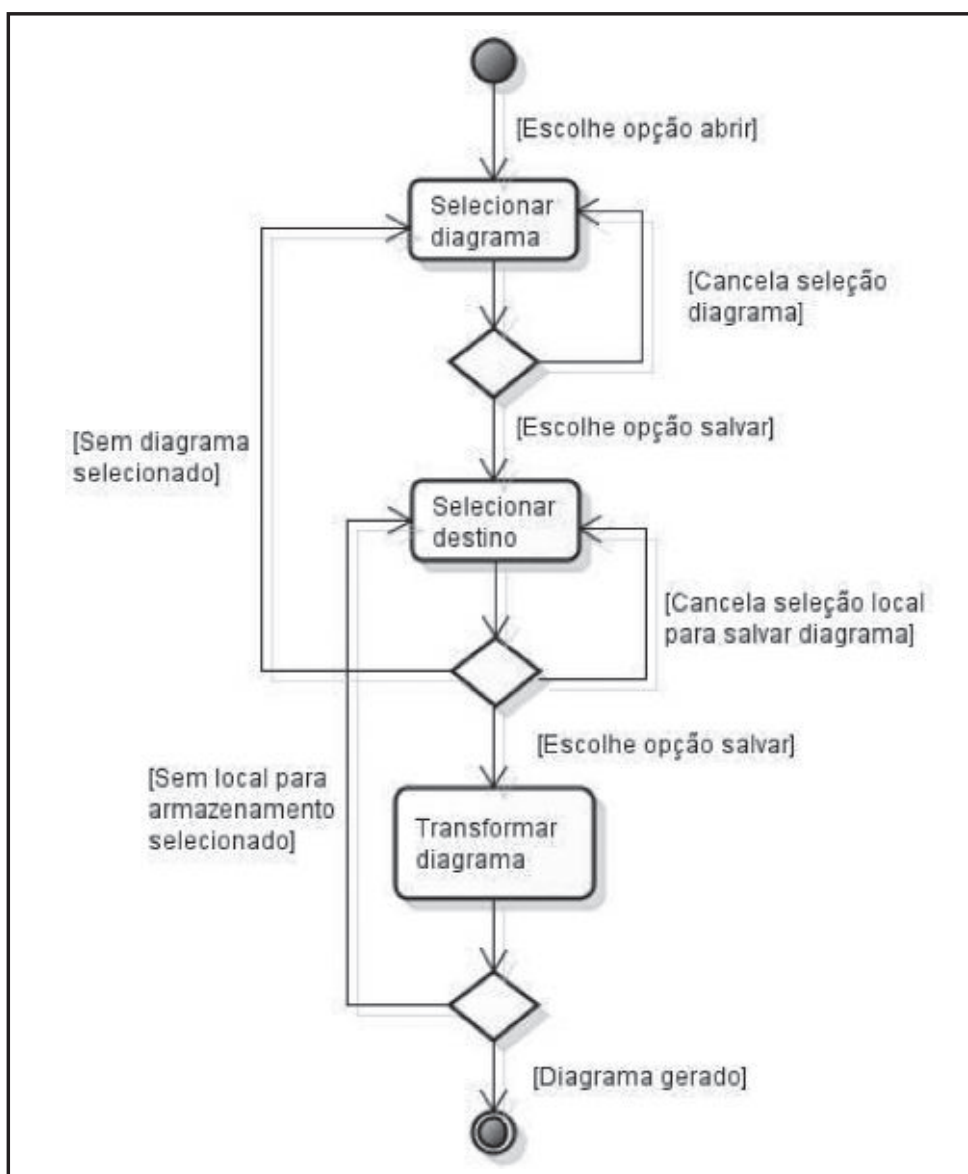 [Escolhe opção abrir]
Selecionar
diagrama
[Cancela seleção
diagrama]
[Sem diagrama
selecionado]
[Escolhe opção salvar]
Selecionar
destino
[Cancela seleção local
para salvar diagrama]
[Escolhe opção salvar]
[Sem local para
armazenamento
selecionado]
Transformar
diagrama
[Diagrama gerado]